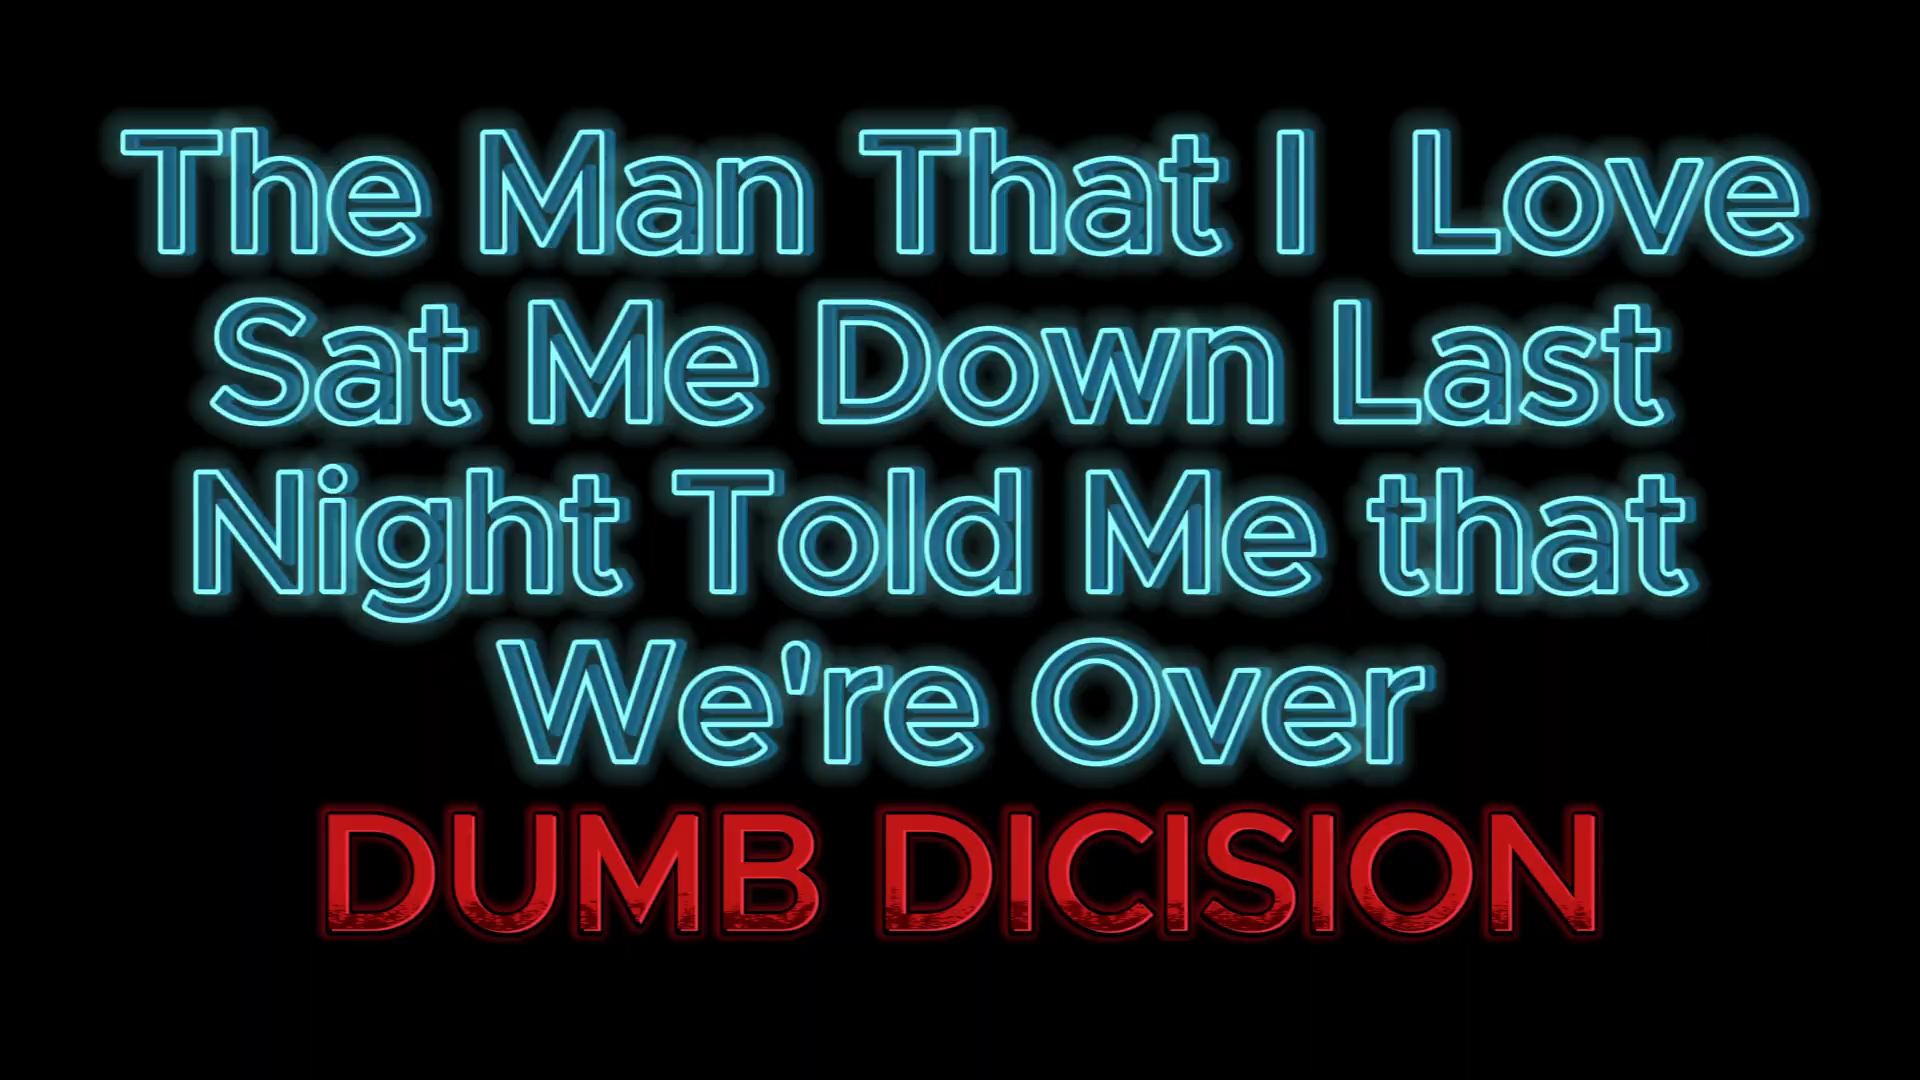 The Man That I Love
Sat Me Down Last
Night Told Me that
We're Over
DUMB DICISION